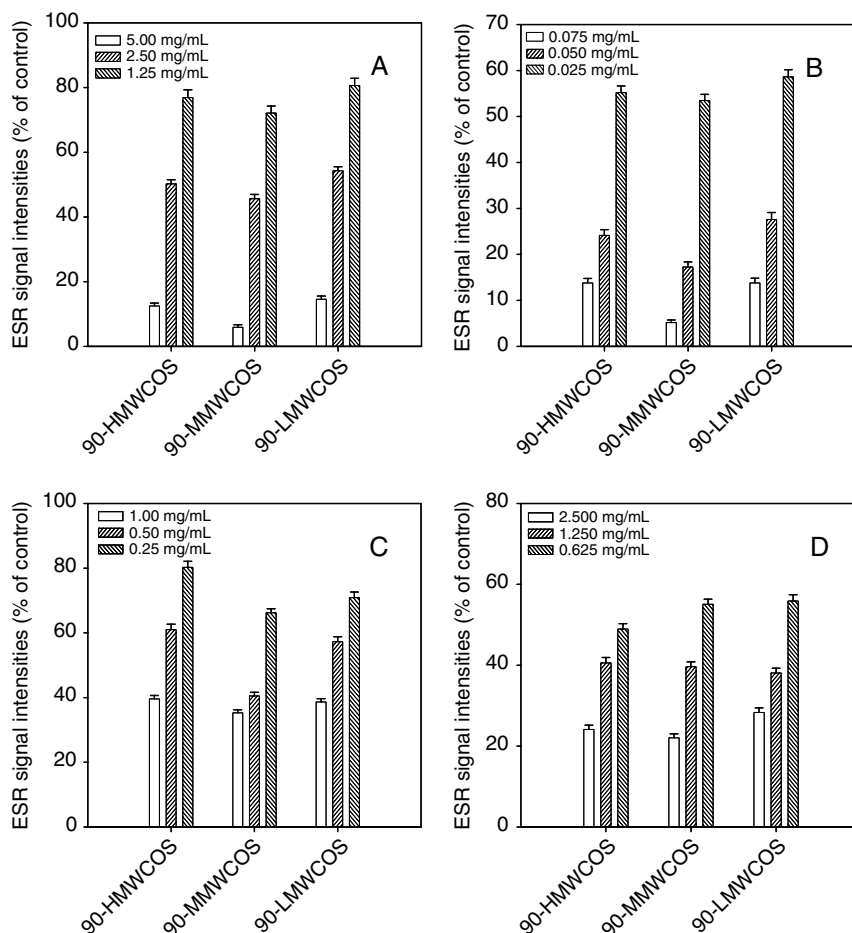 ESR signal intensities (% of control)
100
80
60
40
20
0
5.00 mg/mL
2.50 mg/mL
1.25 mg/mL
A
90-HMWCOS
90-MMWCOS
90-LMWCOS
ESR signal intensities (% of control)
70
60
50
40
30
20
10
0
0.075 mg/mL
0.050 mg/mL
0.025 mg/mL
B
90-HMWCOS
90-MMWCOS
90-LMWCOS
ESR signal intensities (% of control)
100
80
60
40
20
0
1.00 mg/mL
0.50 mg/mL
0.25 mg/mL
C
90-HMWCOS
90-MMWCOS
90-LMWCOS
ESR signal intensities (% of control)
80
60
40
20
0
2.500 mg/mL
1.250 mg/mL
0.625 mg/mL
D
90-HMWCOS
90-MMWCOS
90-LMWCOS